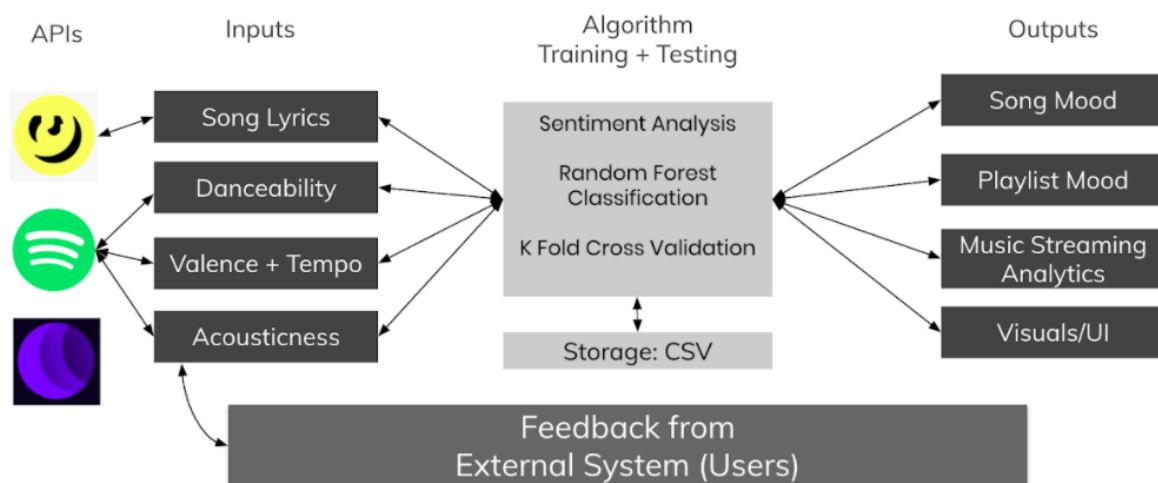 APIs
Inputs
Algorithm
Training + Testing
Outputs
Song Lyrics
Danceability
Valence + Tempo
Acousticness
Sentiment Analysis
Random Forest
Classification
K Fold Cross Validation
Storage: CSV
Song Mood
Playlist Mood
Music Streaming
Analytics
Visuals/UI
Feedback from
External System (Users)